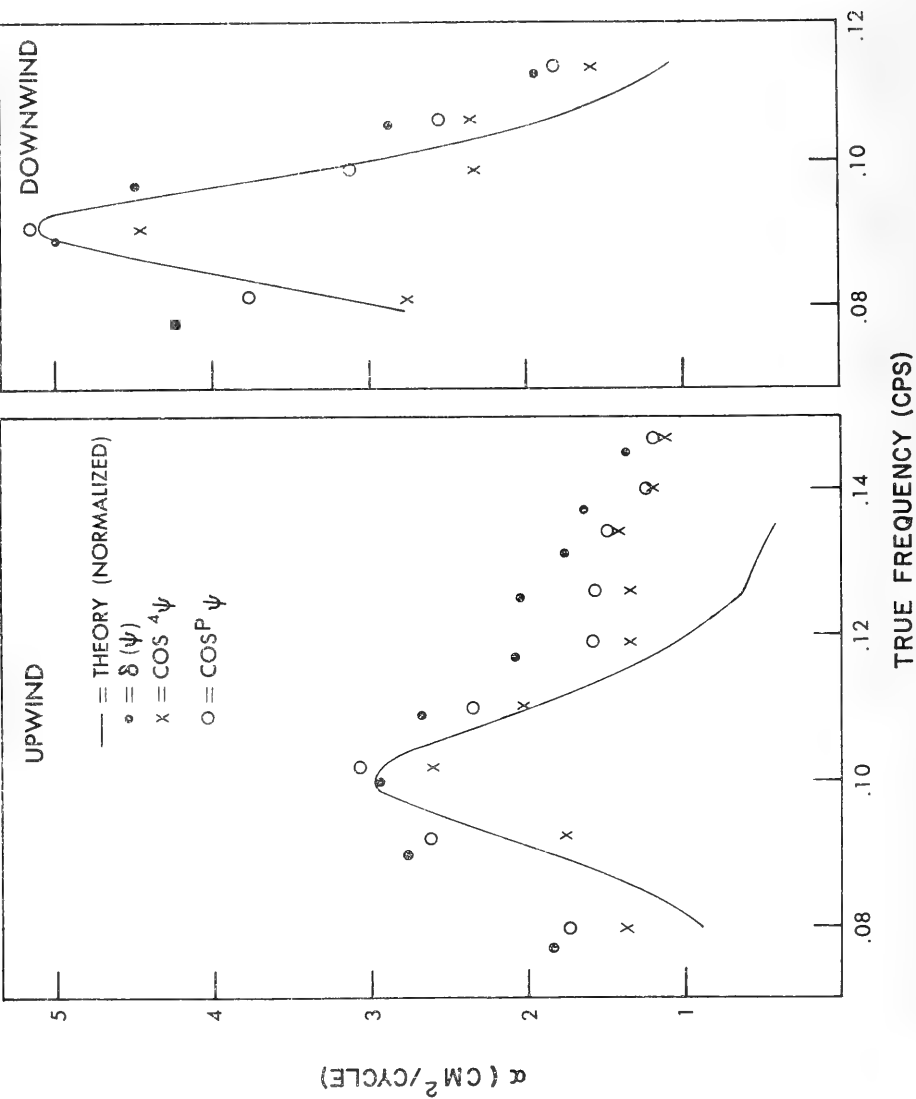 UPWIND
— = THEORY (NORMALIZED)
• = δ (ψ)
x = COS ⁴ψ
O = COSᴾ ψ
DOWNWIND
5
4
3
2
1
.08
.10
.12
.14
.08
.10
.12
α (CM²/CYCLE)
TRUE FREQUENCY (CPS)